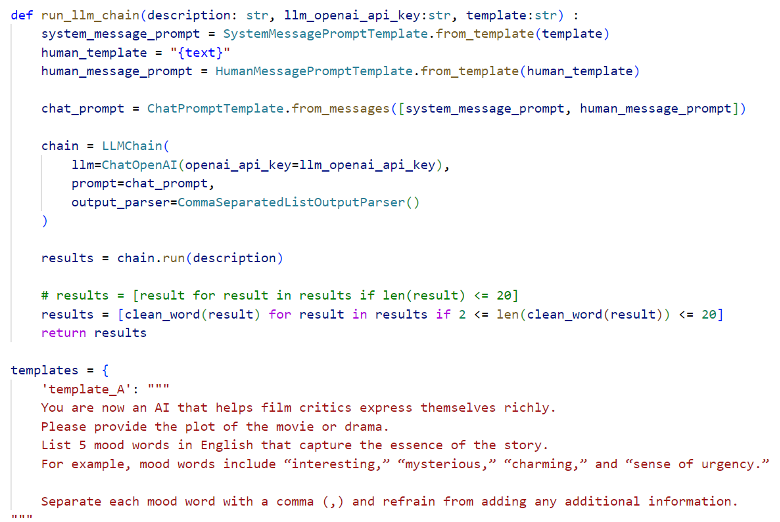 def run_llm_chain(description: str, llm_openai_api_key:str, template:str) :
    system_message_prompt = SystemMessagePromptTemplate.from_template(template)
    human_template = "{text}"
    human_message_prompt = HumanMessagePromptTemplate.from_template(human_template)

    chat_prompt = ChatPromptTemplate.from_messages([system_message_prompt, human_message_prompt])

    chain = LLMChain(
        llm=ChatOpenAI(openai_api_key=llm_openai_api_key),
        prompt=chat_prompt,
        output_parser=CommaSeparatedListOutputParser()
    )

    results = chain.run(description)

    # results = [result for result in results if len(result) <= 20]
    results = [clean_word(result) for result in results if 2 <= len(clean_word(result)) <= 20]
    return results

templates = {
    'template_A': """
    You are now an AI that helps film critics express themselves richly.
    Please provide the plot of the movie or drama.
    List 5 mood words in English that capture the essence of the story.
    For example, mood words include “interesting,” “mysterious,” “charming,” and “sense of urgency.”

    Separate each mood word with a comma (,) and refrain from adding any additional information.
"""